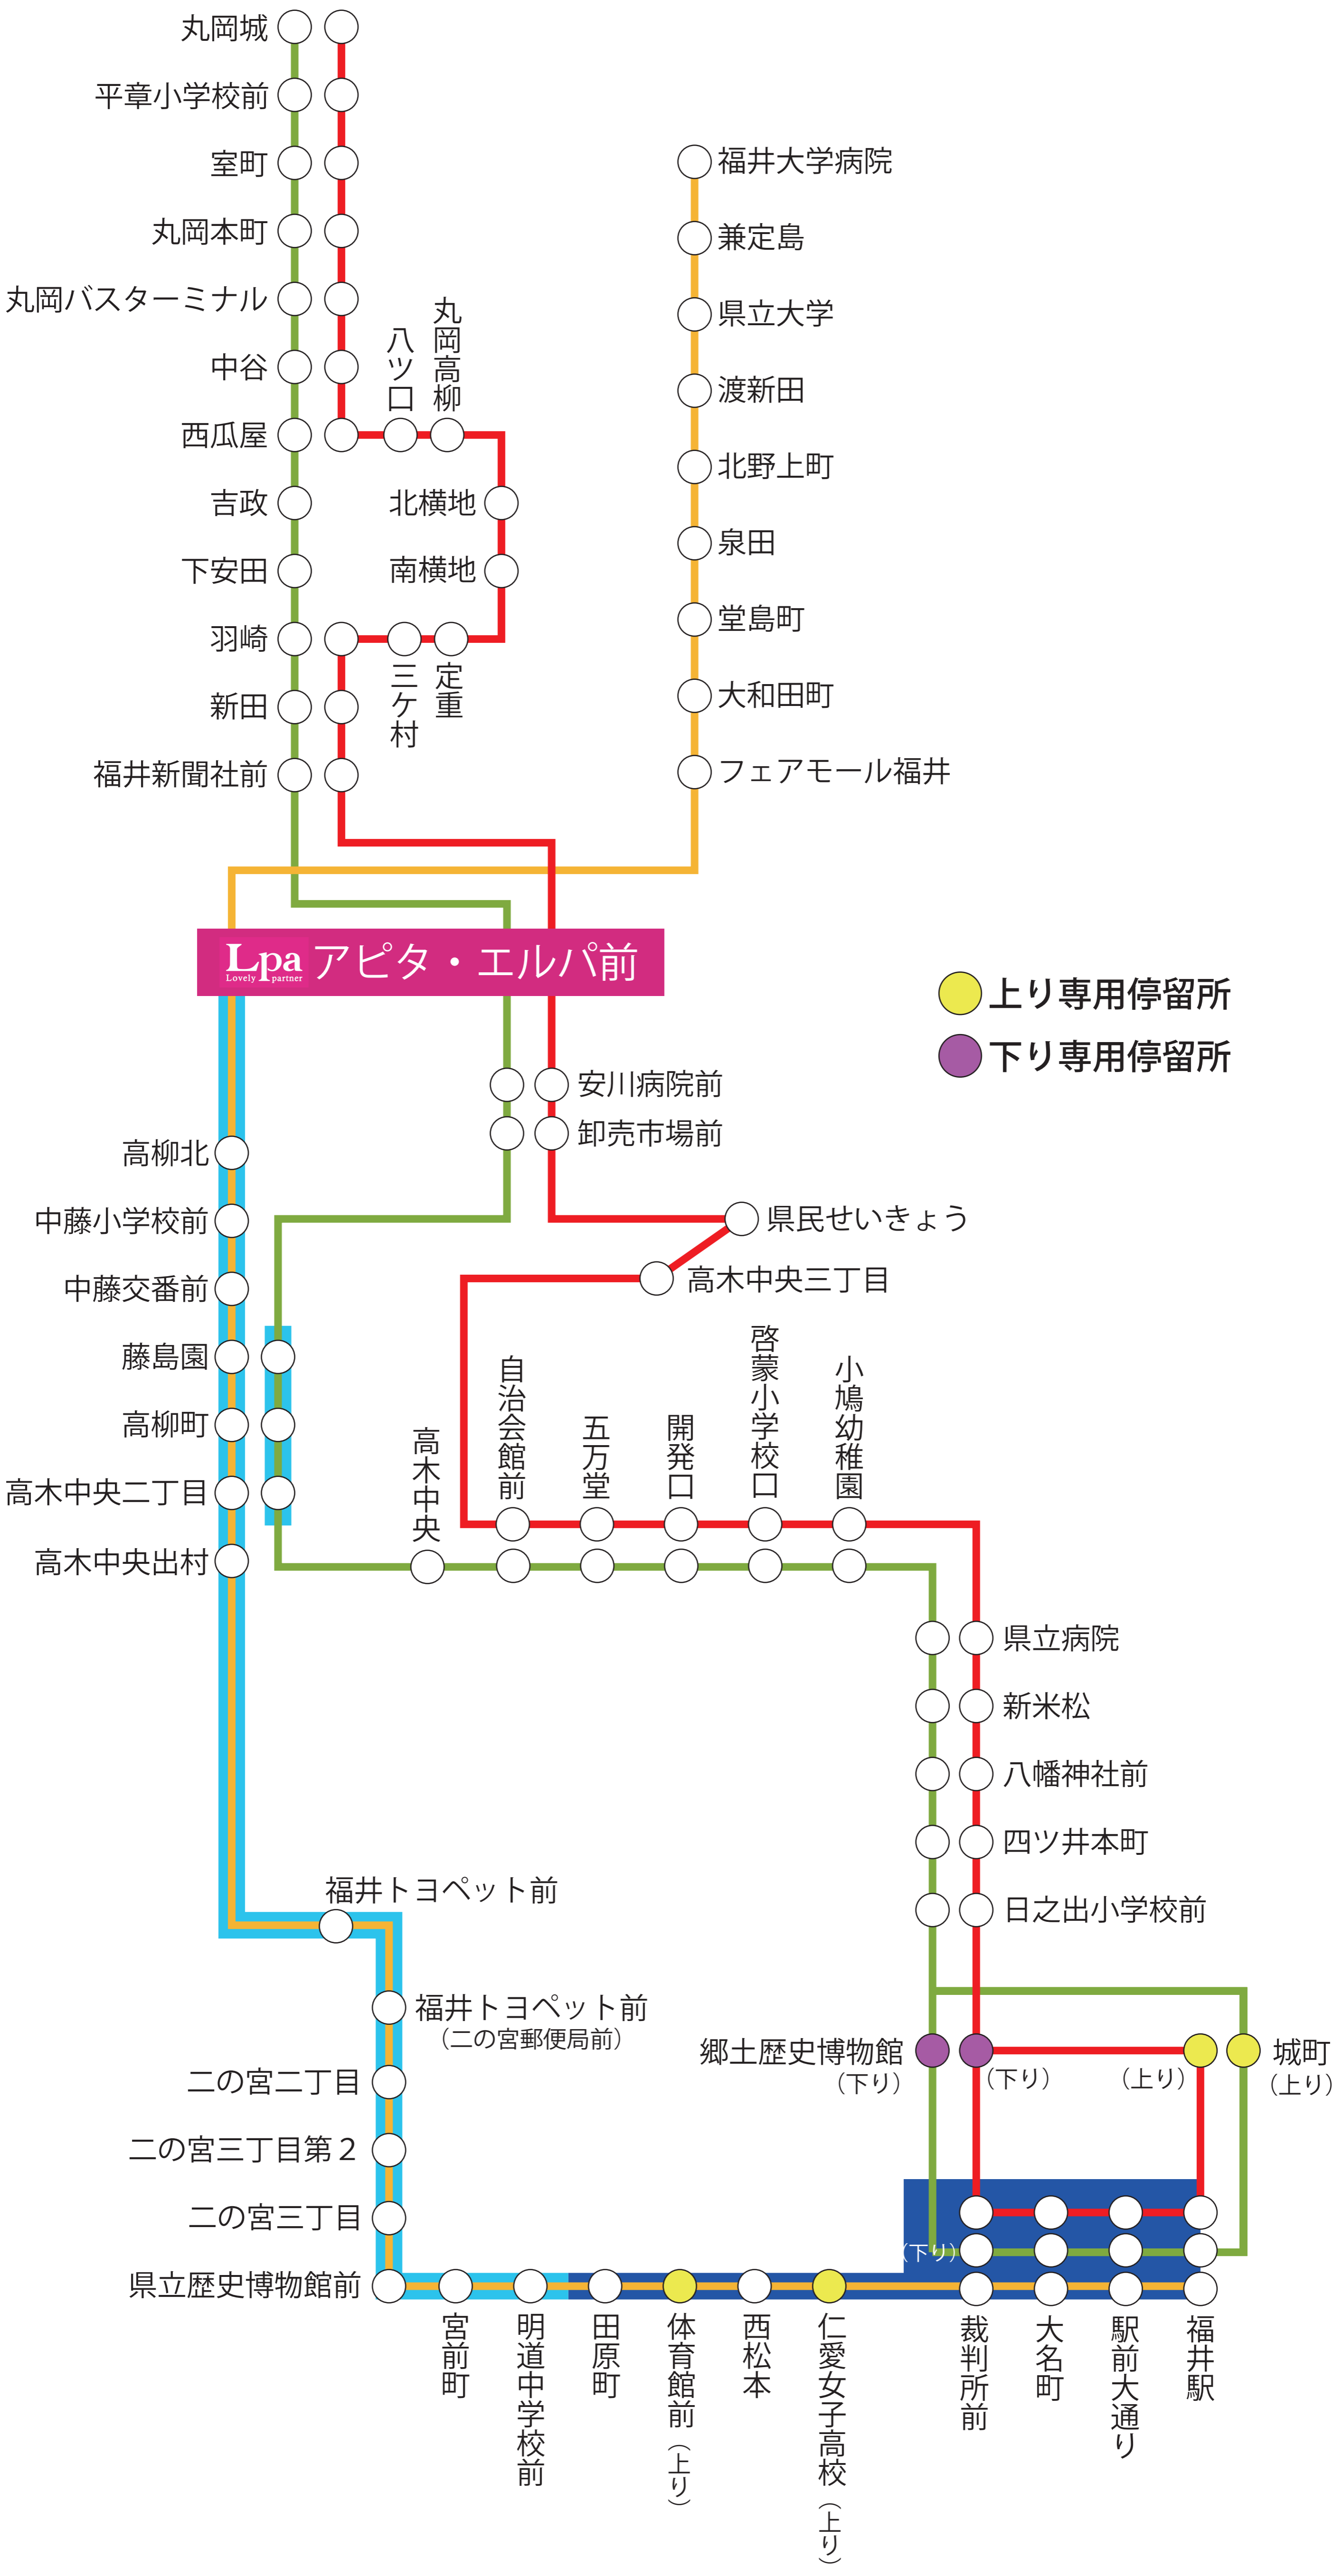 丸岡城
平章小学校前
室町
丸岡本町
丸岡バスターミナル
中谷
西瓜屋
吉政
下安田
羽崎
新田
福井新聞社前
八ツ口
丸岡高柳
北横地
南横地
三ケ村
定重
福井大学病院
兼定島
県立大学
渡新田
北野上町
泉田
堂島町
大和田町
フェアモール福井
Lpa
Lovely partner
アピタ・エルパ前
上り専用停留所
下り専用停留所
安川病院前
卸売市場前
県民せいきょう
高木中央三丁目
高柳北
中藤小学校前
中藤交番前
藤島園
高柳町
高木中央二丁目
高木中央出村
高木中央
自治会館前
五万堂
開発口
啓蒙小学校口
小鳩幼稚園
県立病院
新米松
八幡神社前
四ツ井本町
日之出小学校前
福井トヨペット前
福井トヨペット前
（二の宮郵便局前）
二の宮二丁目
二の宮三丁目第２
二の宮三丁目
県立歴史博物館前
郷土歴史博物館
（下り）
（下り）
（上り）
城町
（上り）
（下り）
宮前町
明道中学校前
田原町
体育館前（上り）
西松本
仁愛女子高校（上り）
裁判所前
大名町
駅前大通り
福井駅